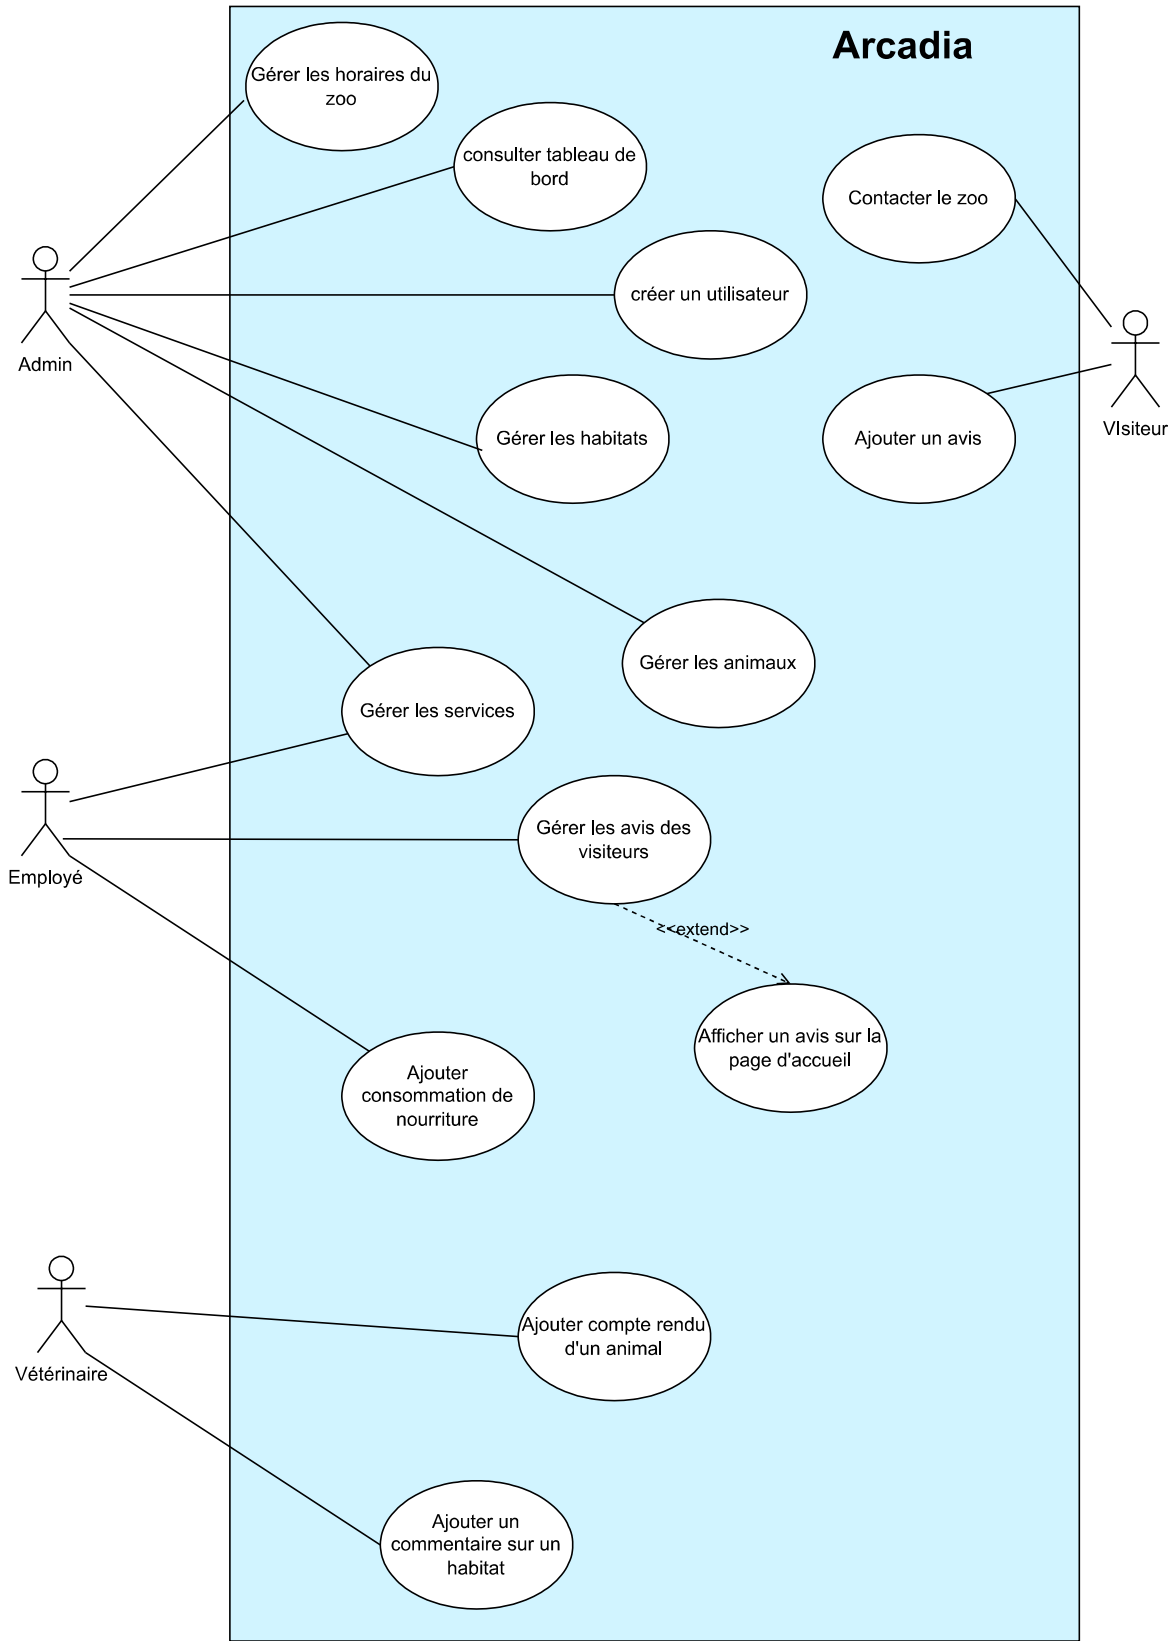 Arcadia
Gérer les horaires du
zoo
consulter tableau de
bord
Contacter le zoo
créer un utilisateur
Admin
VIsiteur
Gérer les habitats
Ajouter un avis
Gérer les animaux
Gérer les services
Employé
Gérer les avis des
visiteurs
<<extend>>
Afficher un avis sur la
page d'accueil
Ajouter
consommation de
nourriture
Vétérinaire
Ajouter compte rendu
d'un animal
Ajouter un
commentaire sur un
habitat